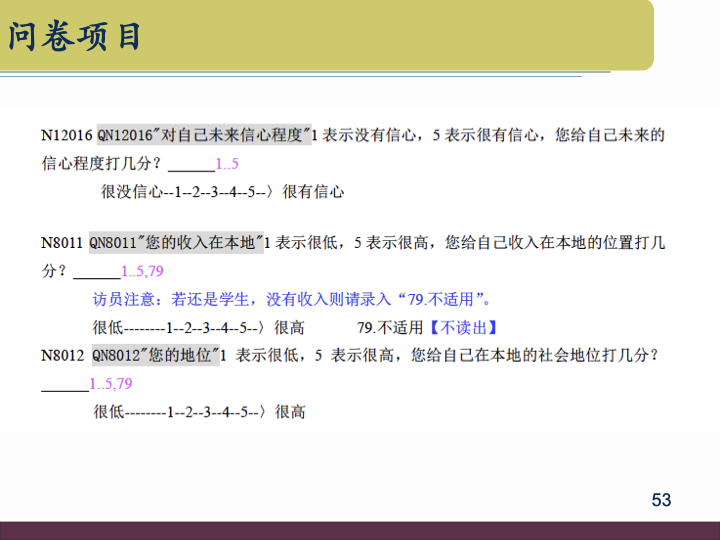 问卷项目
N12016 QN12016"对自己未来信心程度"1 表示没有信心，5 表示很有信心，您给自己未来的
信心程度打几分？______1..5
很没信心--1--2--3--4--5--〉很有信心
N8011 QN8011"您的收入在本地"1 表示很低，5 表示很高，您给自己收入在本地的位置打几
分？______1..5,79
访员注意：若还是学生，没有收入则请录入“79.不适用”。
很低--------1--2--3--4--5--〉很高 79.不适用【不读出】
N8012 QN8012"您的地位"1 表示很低，5 表示很高，您给自己在本地的社会地位打几分？
______1..5,79
很低--------1--2--3--4--5--〉很高
53